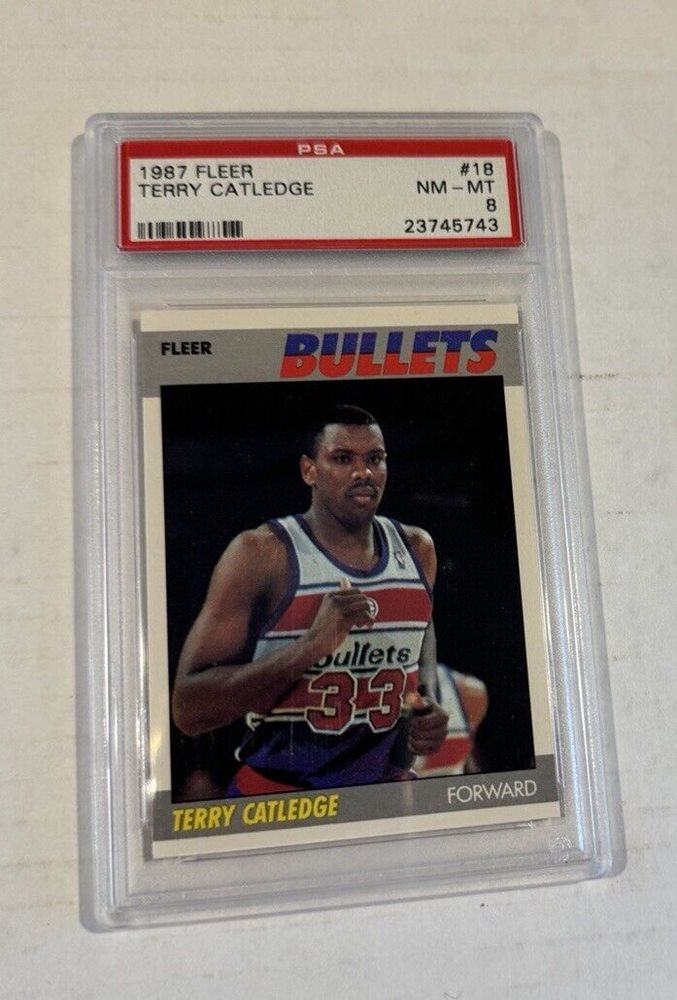 PSA
1987 FLEER #18
TERRY CATLEDGE NM-MT
8
23745743
FLEER BULLETS
bullets
33
TERRY CATLEDGE FORWARD